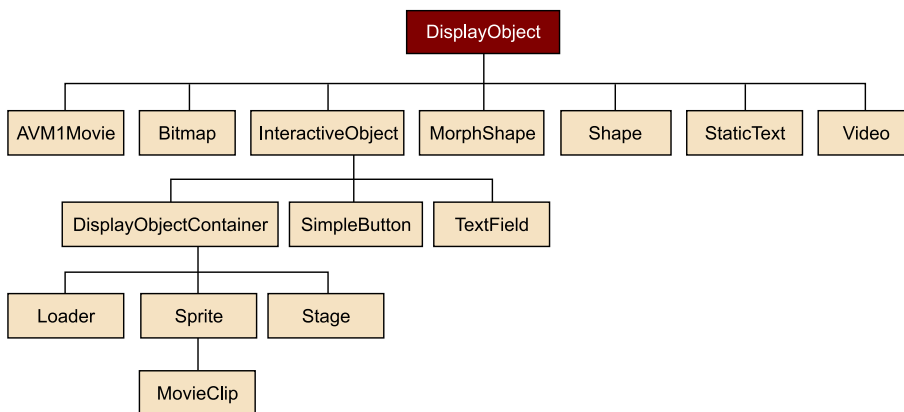 DisplayObject
AVM1Movie
Bitmap
InteractiveObject
MorphShape
Shape
StaticText
Video
DisplayObjectContainer
SimpleButton
TextField
Loader
Sprite
Stage
MovieClip